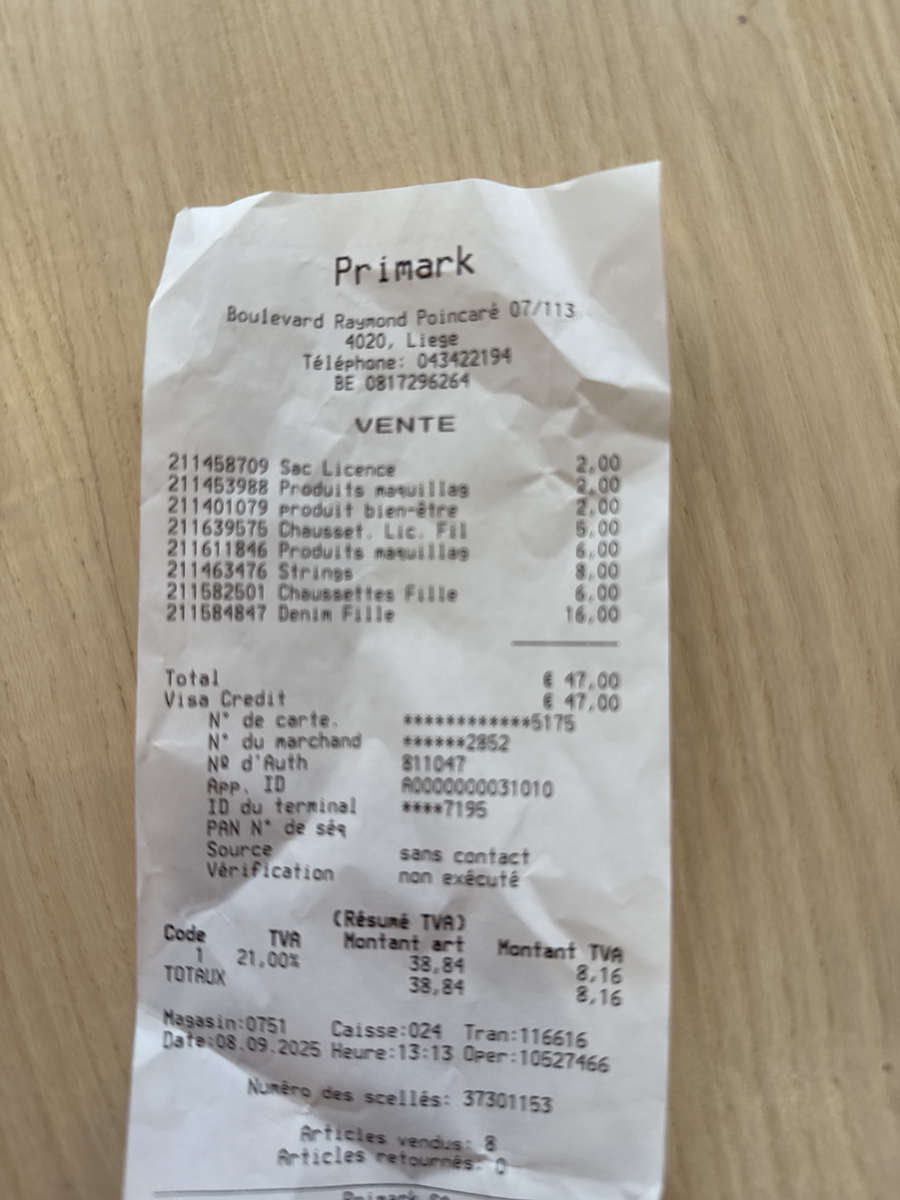 Primark
Boulevard Raymond Poincaré 07/113
4020, Liege
Téléphone: 043422194
BE 0817296264
VENTE
211458709 Sac Licence 2,00
211453988 Produits maquillag 2,00
211401079 produit bien-être 2,00
211639575 Chausset. Lic. Fil 5,00
211611846 Produits maquillag 6,00
211463476 Strings 8,00
211582501 Chaussettes Fille 6,00
211584847 Denim Fille 16,00
Total € 47,00
Visa Credit € 47,00
N° de carte. ************5175
N° du marchand ******2852
Nº d'Auth 811047
App. ID A0000000031010
ID du terminal ****7195
PAN N° de séq
Source sans contact
Vérification non exécuté
(Résumé TVA)
Code TVA Montant art Montant TVA
1 21,00% 38,84 8,16
TOTAUX 38,84 8,16
Magasin:0751 Caisse:024 Tran:116616
Date:08.09.2025 Heure:13:13 Oper:10527466
Numéro des scellés: 37301153
Articles vendus: 8
Articles retournés: 0
Primark